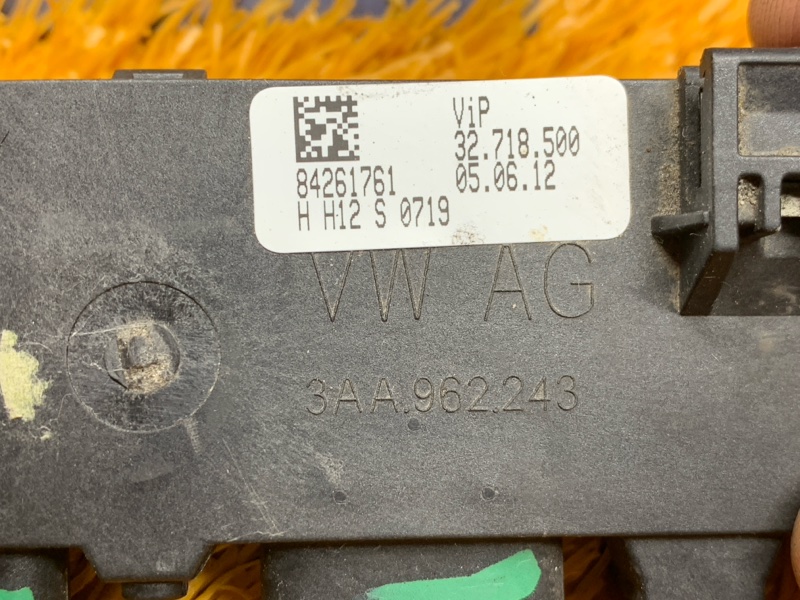 ViP
32.718.500
84261761 05.06.12
H H12 S 0719
VW AG
3AA.962.243